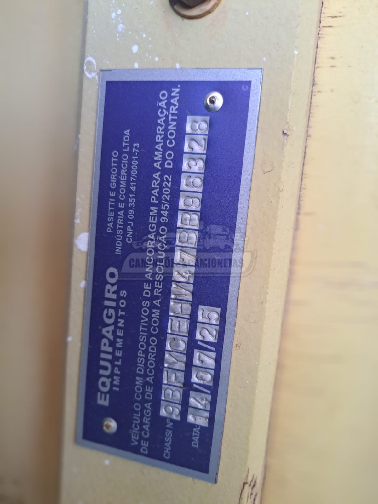 EQUIPAGIRO
IMPLEMENTOS
PASETTI E GIROTTO
INDÚSTRIA E COMÉRCIO LTDA
CNPJ 09.351.417/0001-73
VEÍCULO COM DISPOSITIVOS DE ANCORAGEM PARA AMARRAÇÃO
DE CARGA DE ACORDO COM A RESOLUÇÃO 945/2022 DO CONTRAN.
CHASSI Nº
DATA 14/07/25